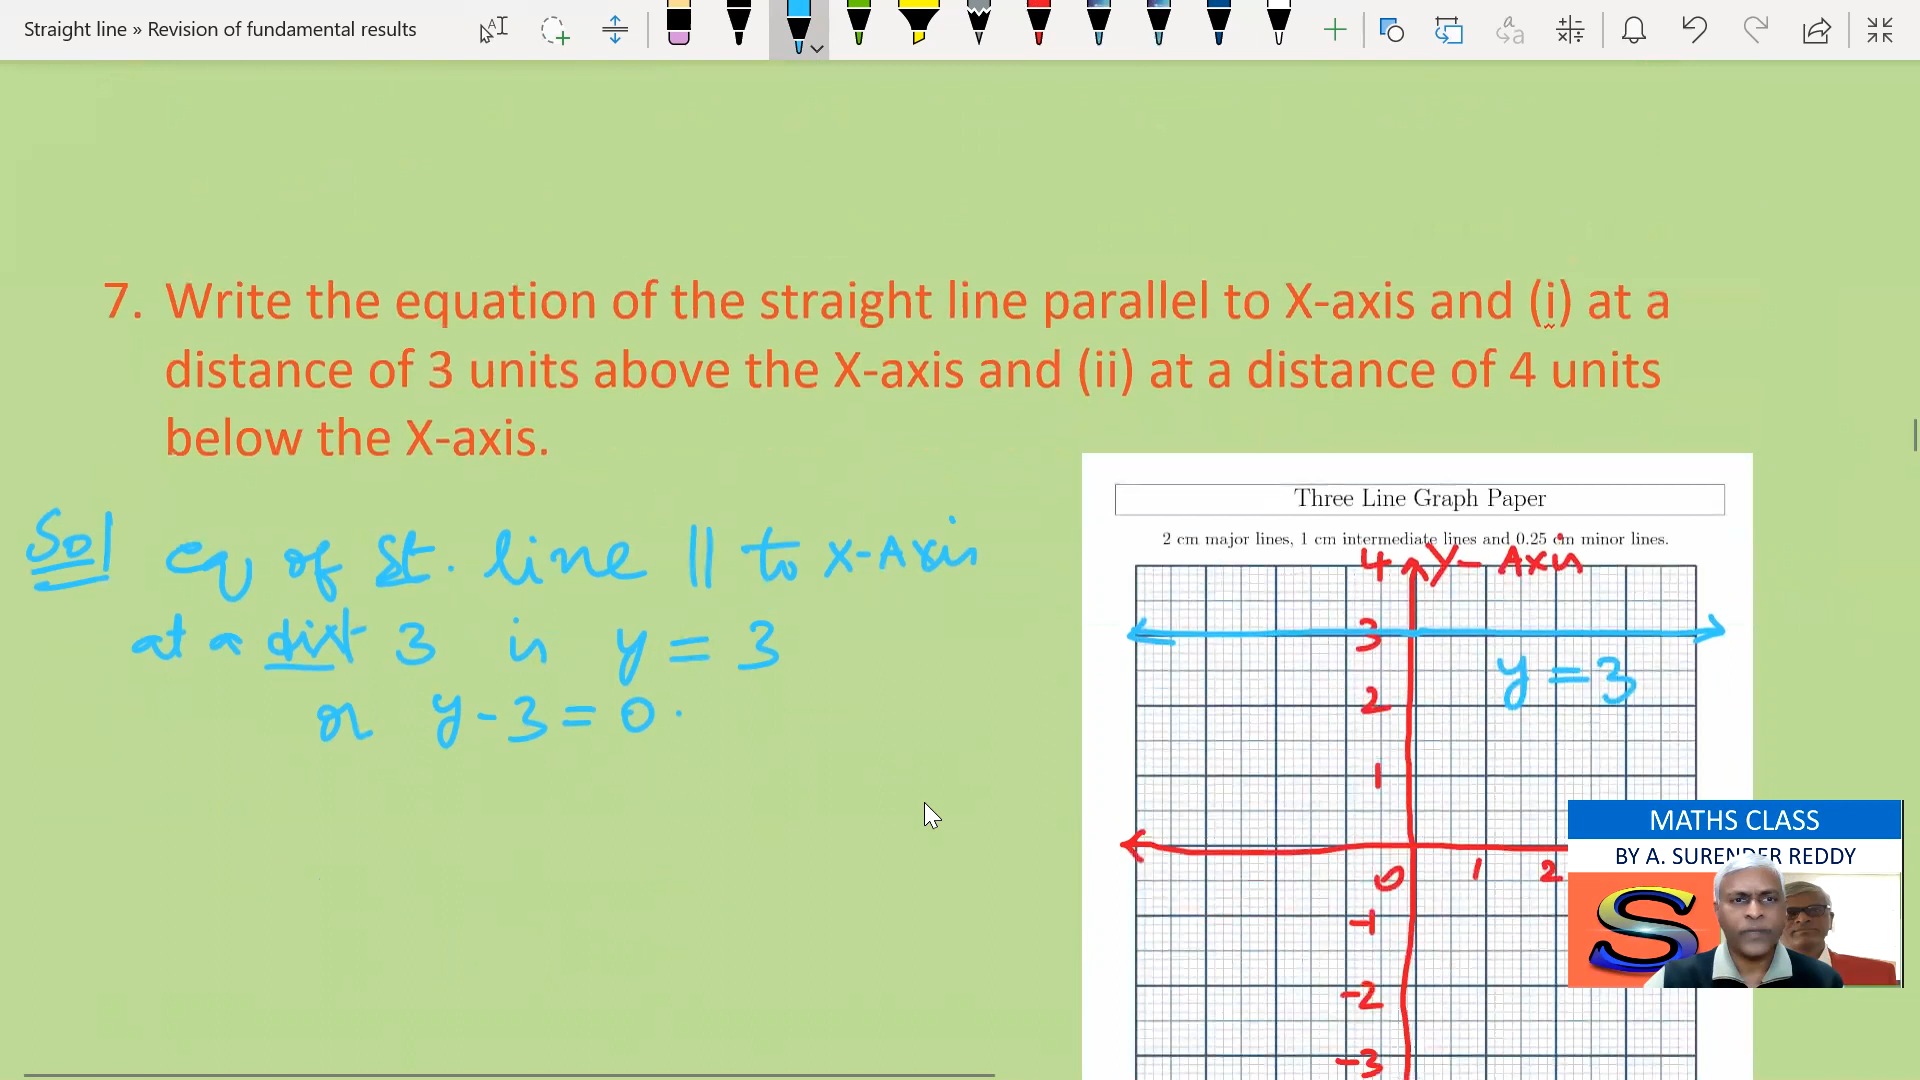 Straight line » Revision of fundamental results
7. Write the equation of the straight line parallel to X-axis and (i) at a
distance of 3 units above the X-axis and (ii) at a distance of 4 units
below the X-axis.
Sol eq of St. line || to X-Axis
at a dist 3 is y = 3
or y-3=0.
Three Line Graph Paper
2 cm major lines, 1 cm intermediate lines and 0.25 cm minor lines.
4 Y-Axis
3
y=3
2
1
0 1 2
-1
-2
-3
MATHS CLASS
BY A. SURENDER REDDY
S